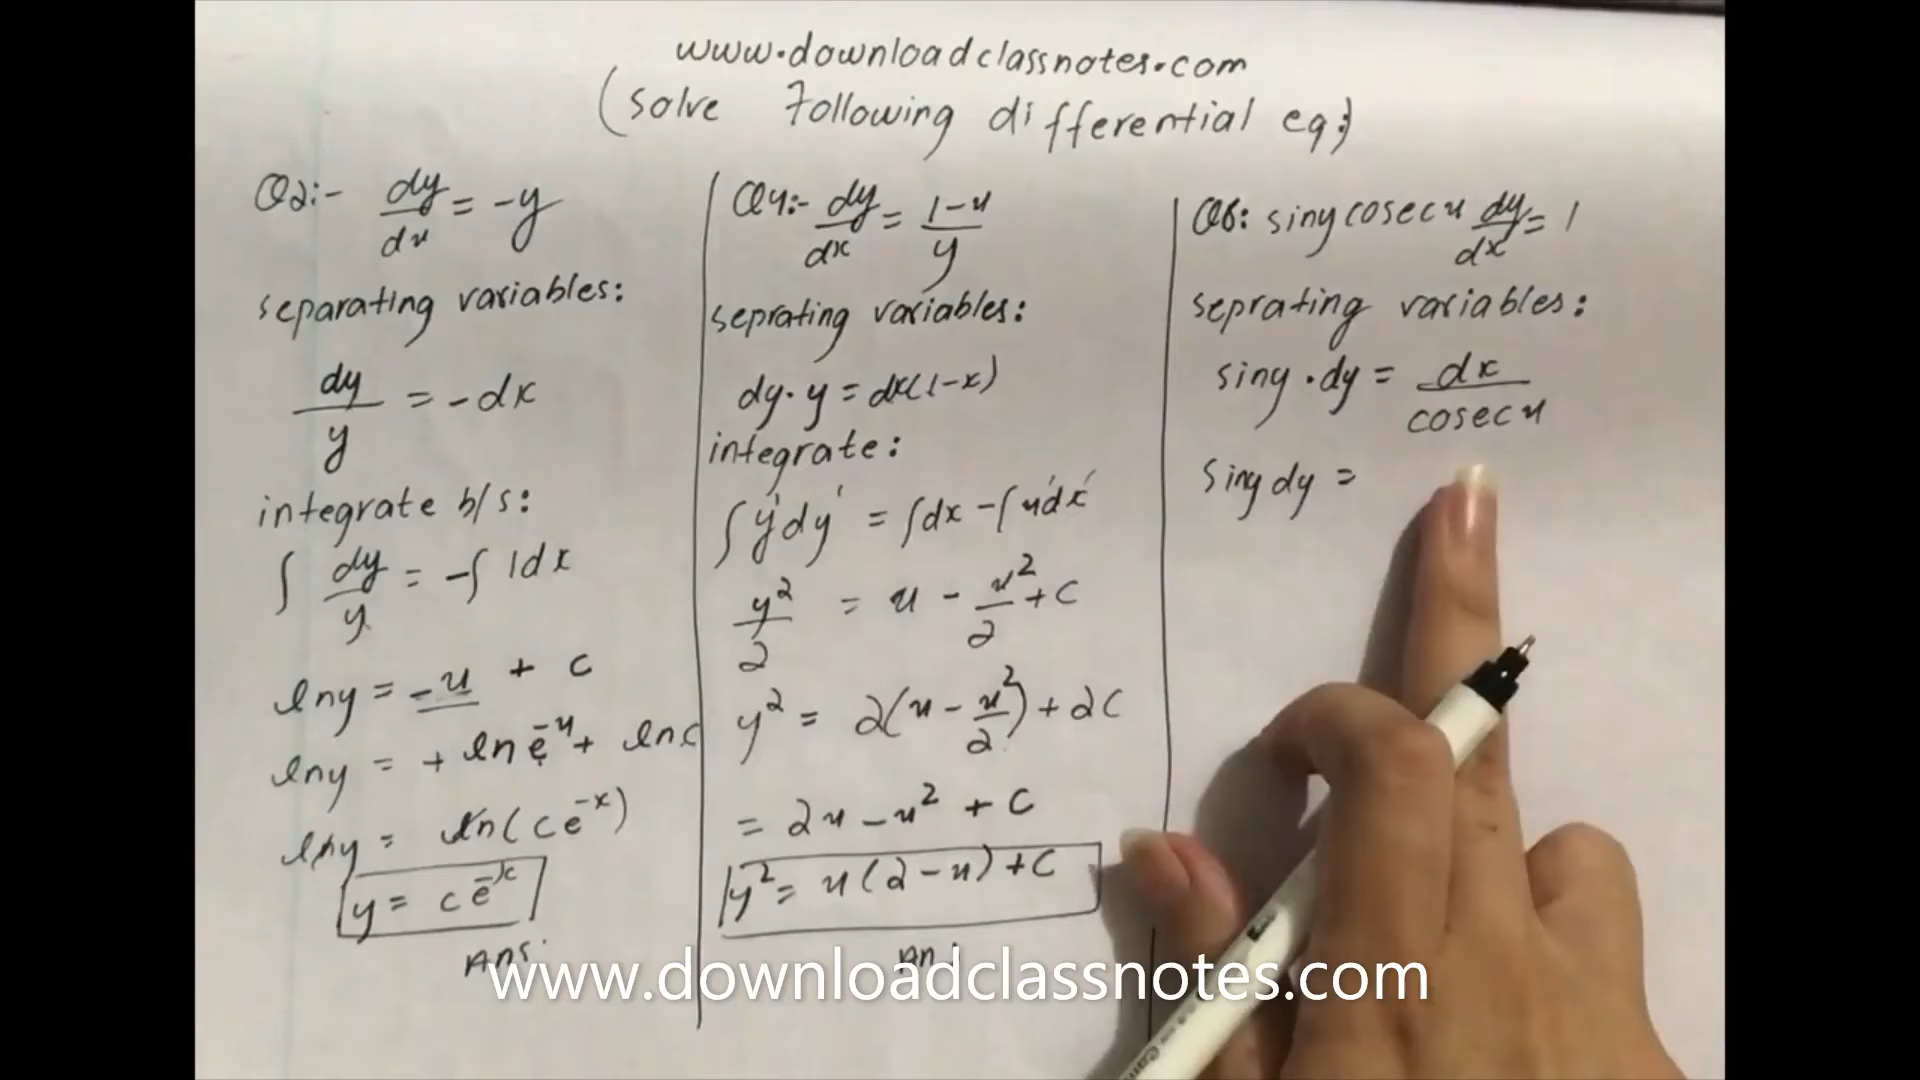 www.downloadclassnotes.com
(solve following differential eq:)
Q2:- dy/dx = -y
separating variables:
dy/y = -dx
integrate b/s:
∫ dy/y = -∫ 1dx
lny = -x + c
lny = + ln e^-x + lnc
lny = ln(ce^-x)
y = ce^-x
Ans:
Q4:- dy/dx = 1-x/y
seprating variables:
dy.y = dx(1-x)
integrate:
∫y'dy' = ∫dx - ∫x'dx'
y²/2 = x - x²/2 + c
y² = 2(x - x²/2) + 2C
= 2x - x² + C
y² = x(2-x) + C
An
Q6: siny cosecx dy/dx = 1
seprating variables:
siny.dy = dx/cosecx
siny dy =
www.downloadclassnotes.com